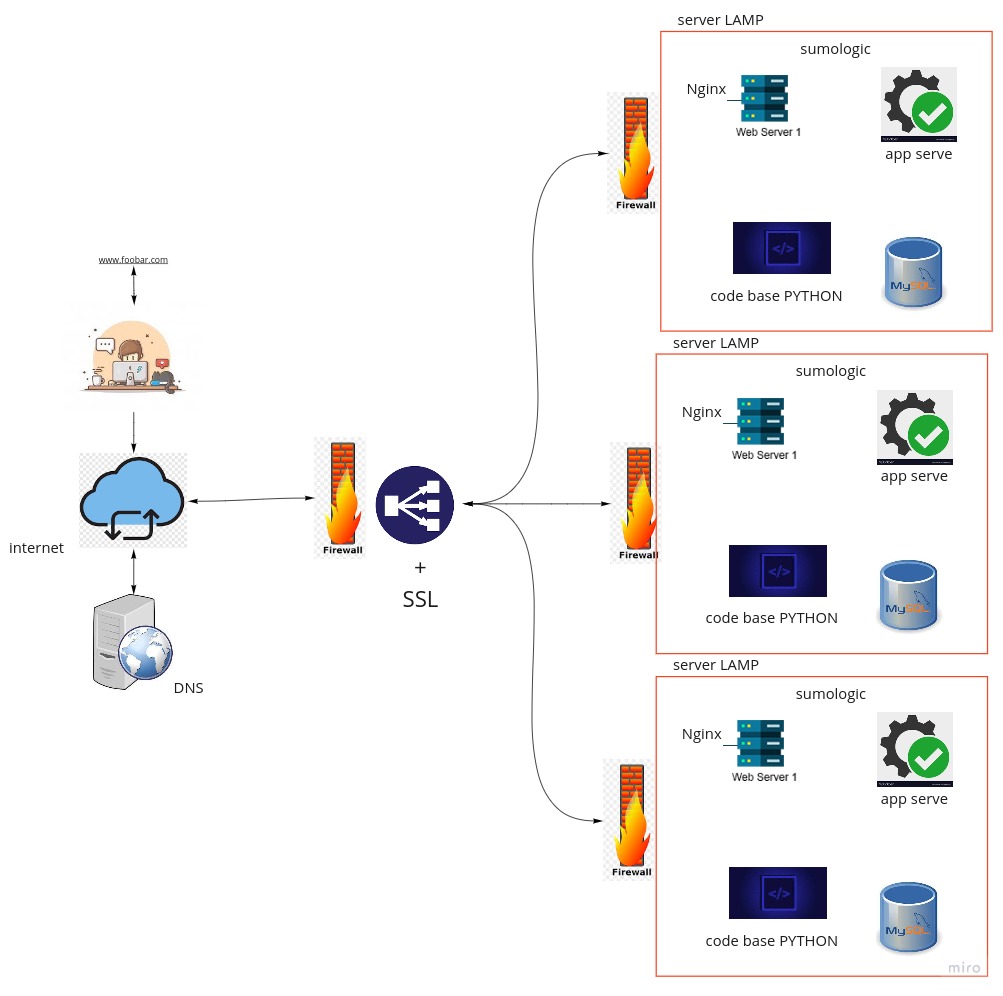 server LAMP
sumologic
Nginx
Web Server 1
app serve
Firewall
</>
code base PYTHON
MySQL
www.foobar.com
server LAMP
sumologic
Nginx
Web Server 1
app serve
internet
Firewall
+
SSL
Firewall
</>
code base PYTHON
MySQL
DNS
server LAMP
sumologic
Nginx
Web Server 1
app serve
Firewall
</>
code base PYTHON
MySQL
miro